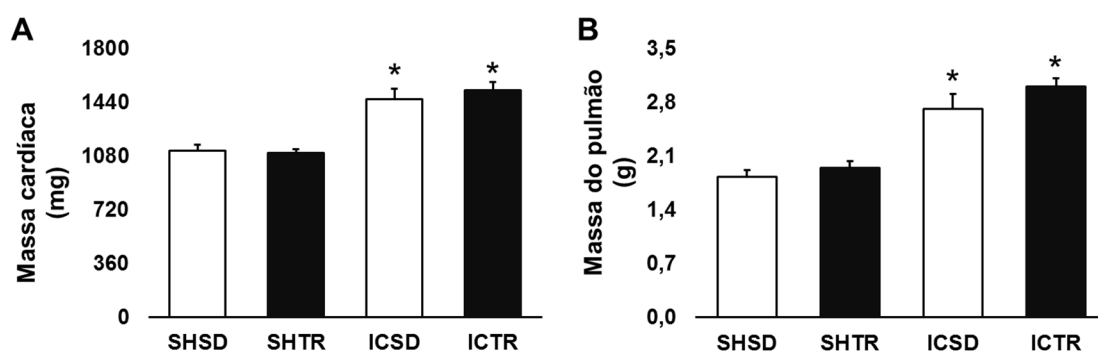 A
Massa cardíaca
(mg)
1800
1440
1080
720
360
0
*
*
SHSD SHTR ICSD ICTR
B
Massa do pulmão
(g)
3,5
2,8
2,1
1,4
0,7
0,0
*
*
SHSD SHTR ICSD ICTR